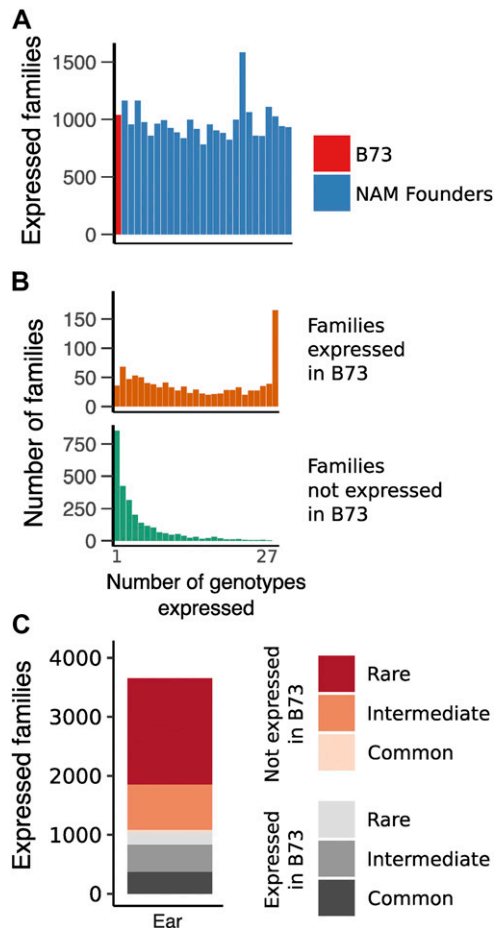 A
Expressed families
1500
1000
500
0
B73
NAM Founders
B
Number of families
150
100
50
0
Families
expressed
in B73
750
500
250
0
Families
not expressed
in B73
1
27
Number of genotypes
expressed
C
Expressed families
4000
3000
2000
1000
0
Ear
Not expressed
in B73
Rare
Intermediate
Common
Expressed
in B73
Rare
Intermediate
Common